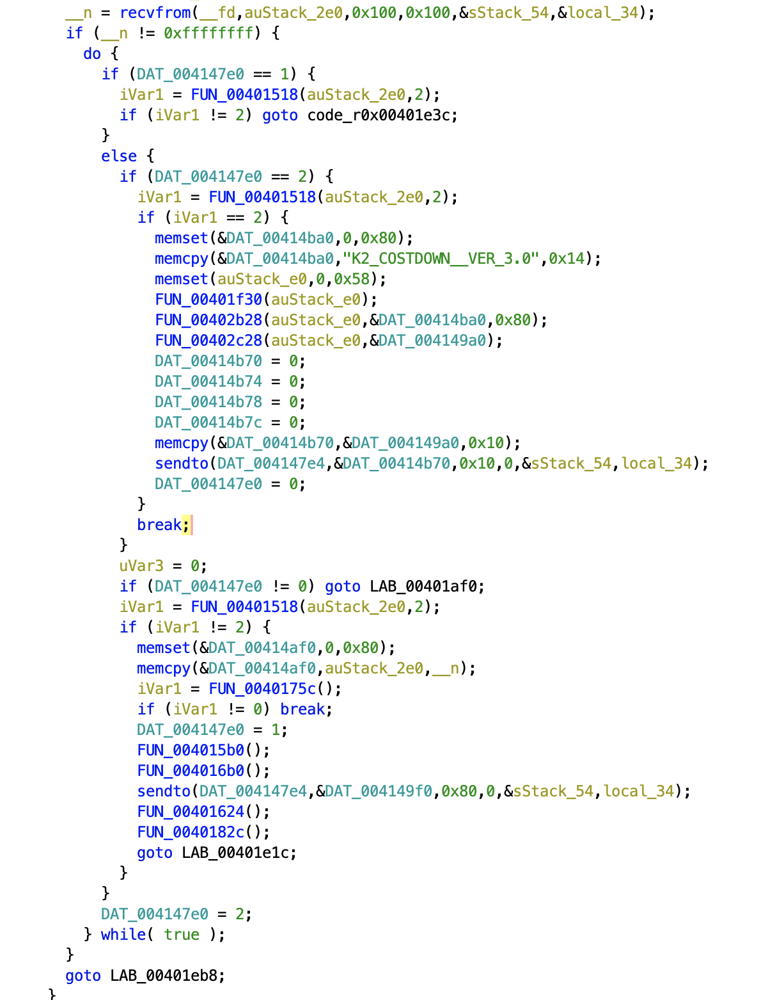 __n = recvfrom(__fd,auStack_2e0,0x100,0x100,&sStack_54,&local_34);
if (__n != 0xffffffff) {
do {
if (DAT_004147e0 == 1) {
iVar1 = FUN_00401518(auStack_2e0,2);
if (iVar1 != 2) goto code_r0x00401e3c;
}
else {
if (DAT_004147e0 == 2) {
iVar1 = FUN_00401518(auStack_2e0,2);
if (iVar1 == 2) {
memset(&DAT_00414ba0,0,0x80);
memcpy(&DAT_00414ba0,"K2_COSTDOWN__VER_3.0",0x14);
memset(auStack_e0,0,0x58);
FUN_00401f30(auStack_e0);
FUN_00402b28(auStack_e0,&DAT_00414ba0,0x80);
FUN_00402c28(auStack_e0,&DAT_004149a0);
DAT_00414b70 = 0;
DAT_00414b74 = 0;
DAT_00414b78 = 0;
DAT_00414b7c = 0;
memcpy(&DAT_00414b70,&DAT_004149a0,0x10);
sendto(DAT_004147e4,&DAT_00414b70,0x10,0,&sStack_54,local_34);
DAT_004147e0 = 0;
}
break;
}
uVar3 = 0;
if (DAT_004147e0 != 0) goto LAB_00401af0;
iVar1 = FUN_00401518(auStack_2e0,2);
if (iVar1 != 2) {
memset(&DAT_00414af0,0,0x80);
memcpy(&DAT_00414af0,auStack_2e0,__n);
iVar1 = FUN_0040175c();
if (iVar1 != 0) break;
DAT_004147e0 = 1;
FUN_004015b0();
FUN_004016b0();
sendto(DAT_004147e4,&DAT_004149f0,0x80,0,&sStack_54,local_34);
FUN_00401624();
FUN_0040182c();
goto LAB_00401e1c;
}
}
DAT_004147e0 = 2;
} while( true );
}
goto LAB_00401eb8;
}